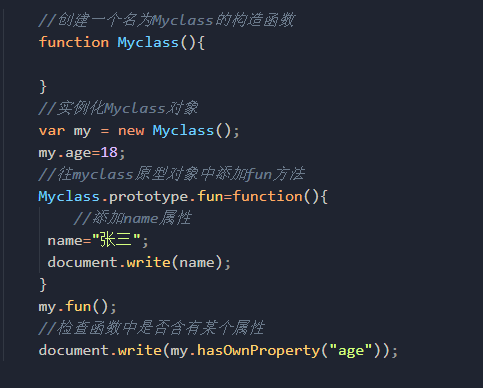 //创建一个名为Myclass的构造函数
function Myclass(){
}
//实例化Myclass对象
var my = new Myclass();
my.age=18;
//往myclass原型对象中添加fun方法
Myclass.prototype.fun=function(){
//添加name属性
name="张三";
document.write(name);
}
my.fun();
//检查函数中是否含有某个属性
document.write(my.hasOwnProperty("age"));